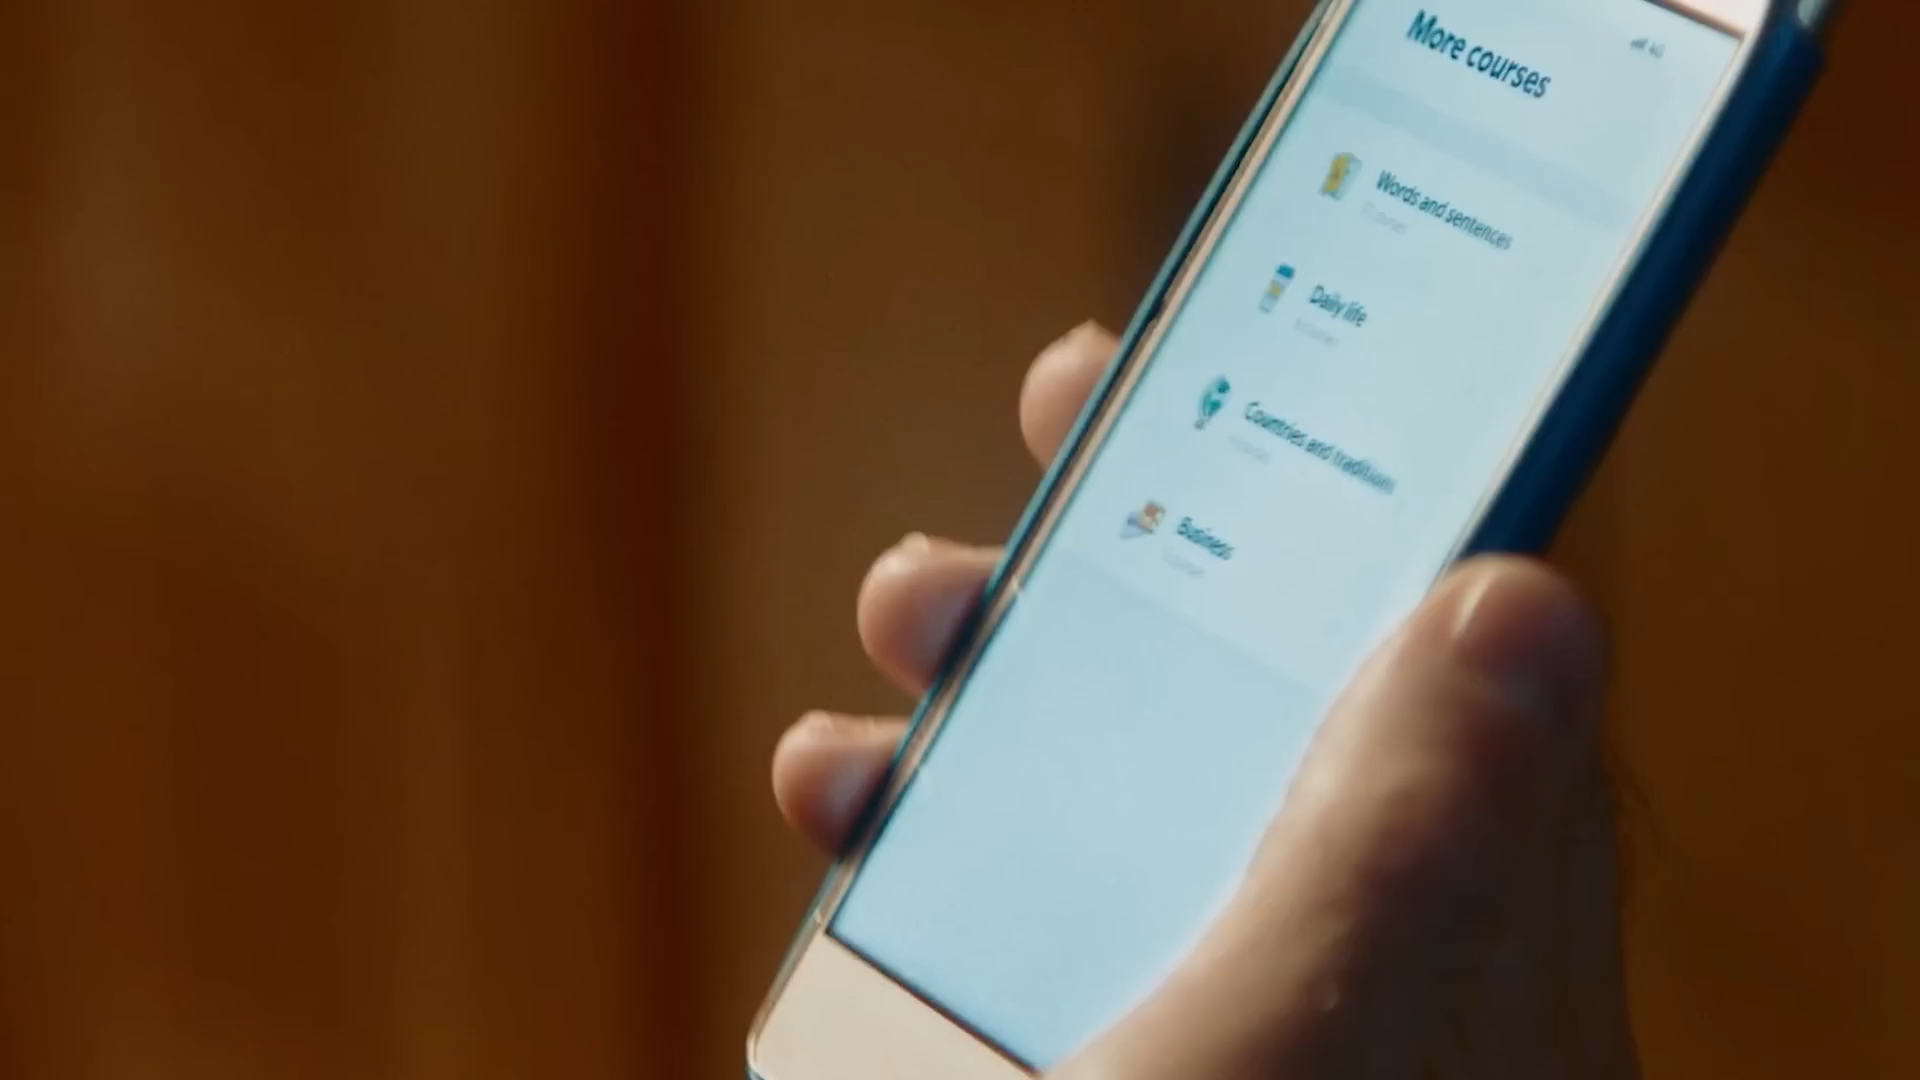 More courses
Words and sentences
Daily life
Countries and traditions
Business